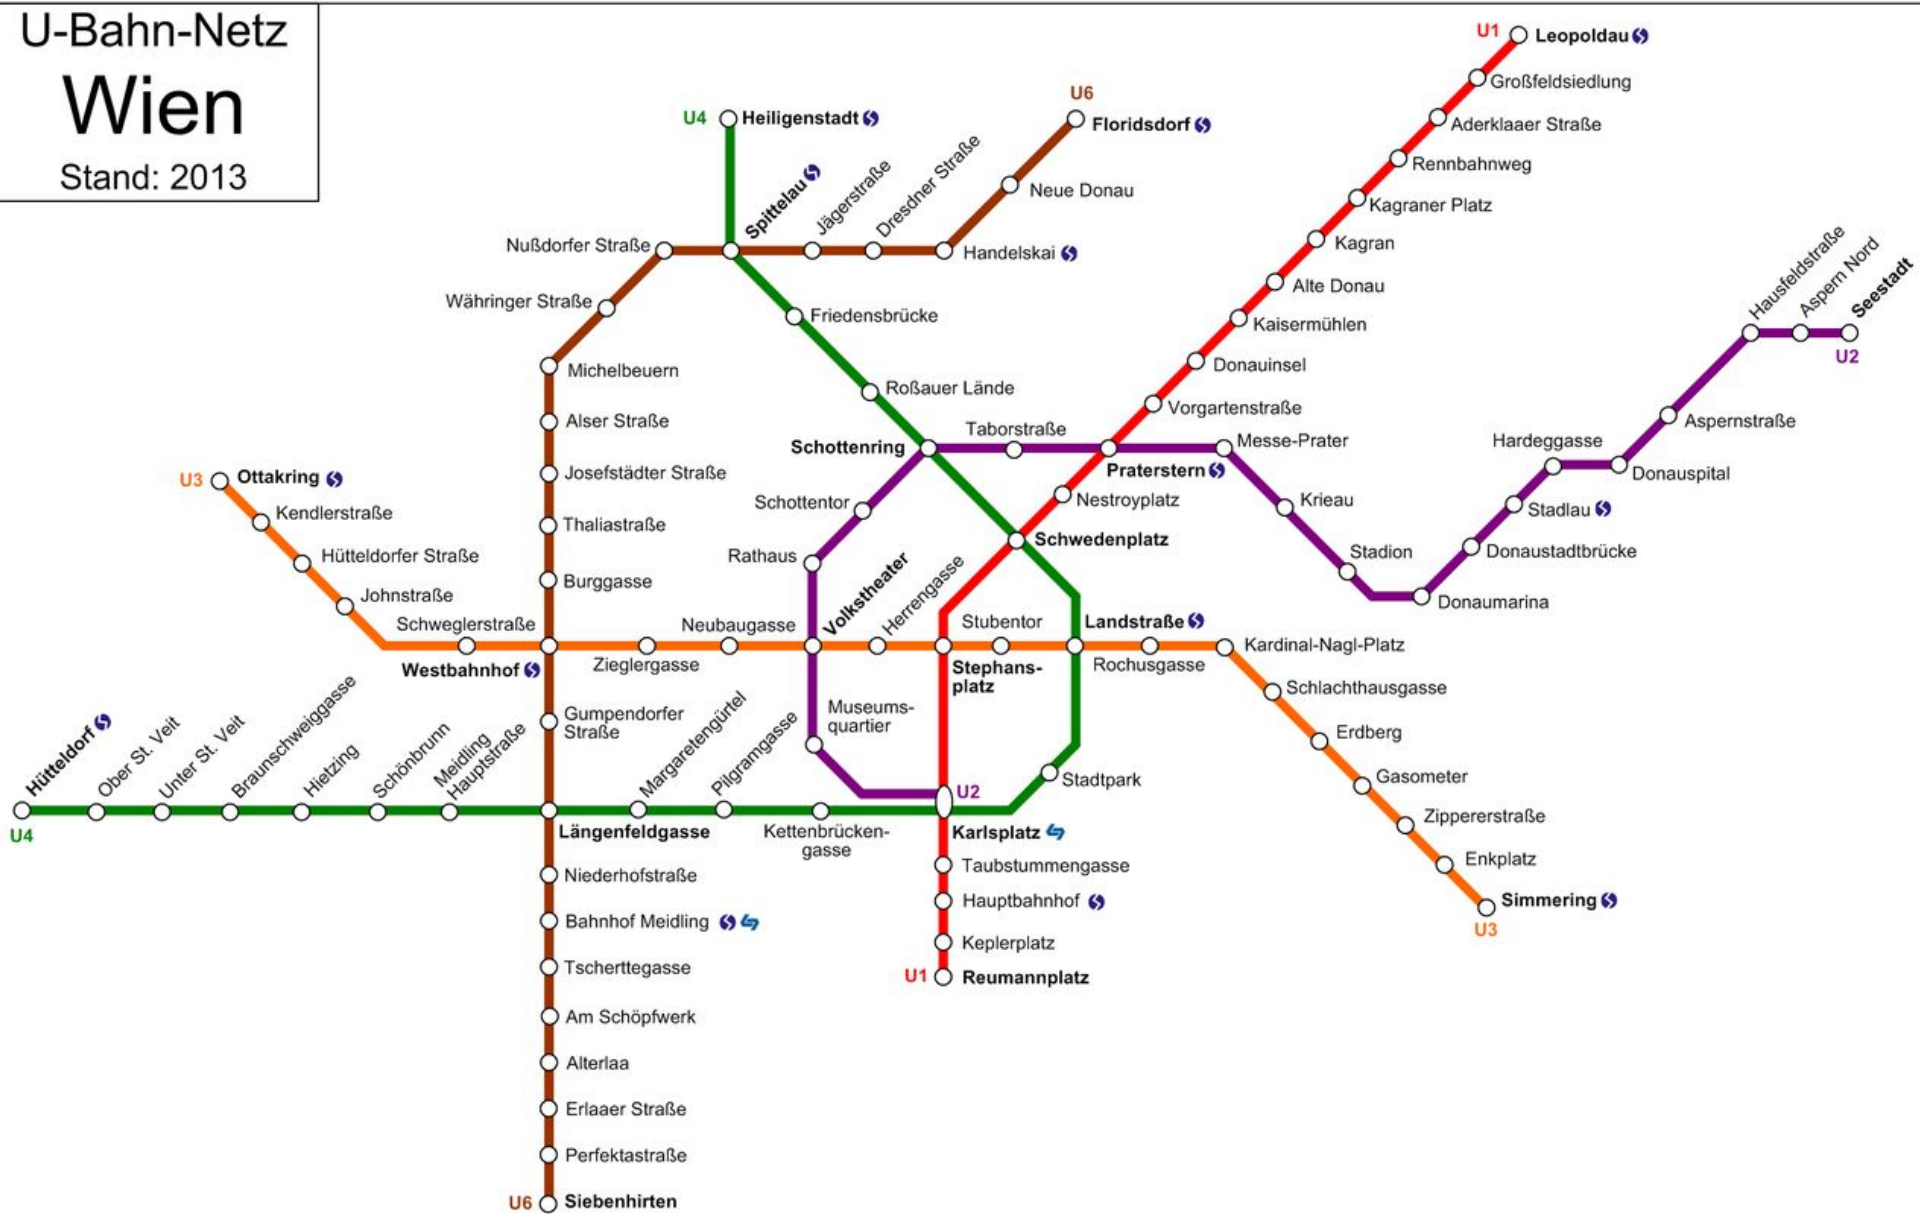 U-Bahn-Netz
Wien
Stand: 2013
U1
Leopoldau
Großfeldsiedlung
Aderklaaer Straße
Rennbahnweg
Kagraner Platz
Kagran
Alte Donau
Kaisermühlen
Donauinsel
Vorgartenstraße
U4
Heiligenstadt
U6
Floridsdorf
Neue Donau
Spittelau
Jägerstraße
Dresdner Straße
Handelskai
Nußdorfer Straße
Währinger Straße
Friedensbrücke
Michelbeuern
Roßauer Lände
Alser Straße
Josefstädter Straße
Thaliastraße
Burggasse
Hausfeldstraße
Aspern Nord
Seestadt
U2
Aspernstraße
Hardeggasse
Donauspital
Stadlau
Donaustadtbrücke
Donaumarina
Stadion
Krieau
Messe-Prater
Praterstern
Taborstraße
Schottenring
Nestroyplatz
Schwedenplatz
Schottentor
Rathaus
Volkstheater
Herrengasse
Stubentor
Landstraße
U3
Ottakring
Kendlerstraße
Hütteldorfer Straße
Johnstraße
Schweglerstraße
Westbahnhof
Zieglergasse
Neubaugasse
Stephans-
platz
Rochusgasse
Kardinal-Nagl-Platz
Schlachthausgasse
Erdberg
Gasometer
Zippererstraße
Enkplatz
Simmering
U3
Gumpendorfer
Straße
Museums-
quartier
Stadtpark
U2
Hütteldorf
U4
Ober St. Veit
Unter St. Veit
Braunschweiggasse
Hietzing
Schönbrunn
Meidling
Hauptstraße
Längenfeldgasse
Margaretengürtel
Pilgramgasse
Kettenbrücken-
gasse
Karlsplatz
Taubstummengasse
Hauptbahnhof
Keplerplatz
U1
Reumannplatz
Niederhofstraße
Bahnhof Meidling
Tscherttegasse
Am Schöpfwerk
Alterlaa
Erlaaer Straße
Perfektastraße
U6
Siebenhirten